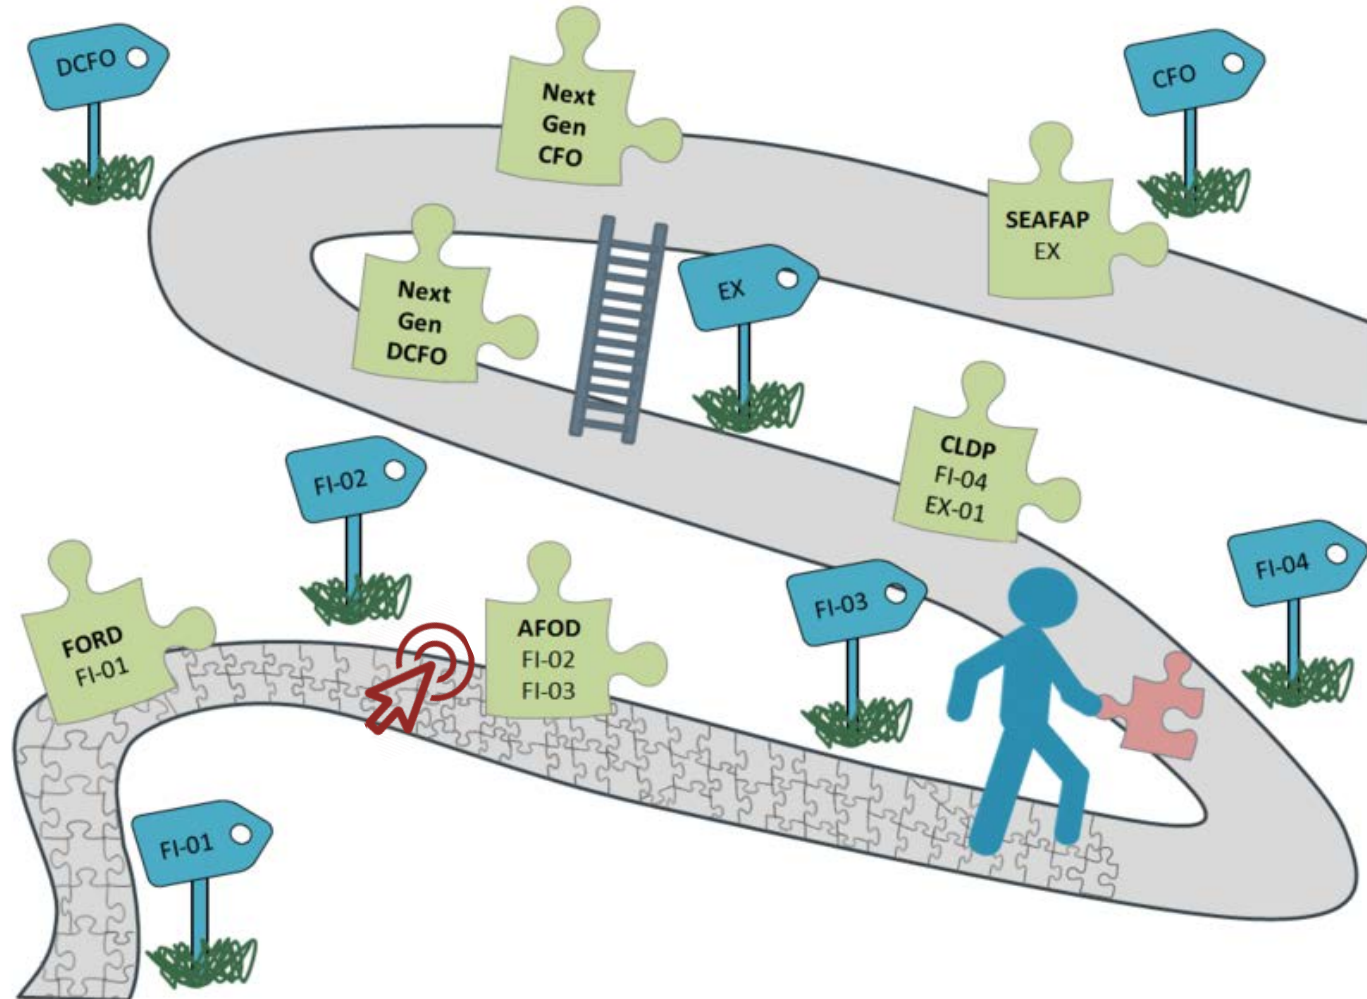 DCFO
Next
Gen
CFO
CFO
SEAFAP
EX
Next
Gen
DCFO
EX
CLDP
FI-04
EX-01
FI-02
FI-04
FI-03
FORD
FI-01
AFOD
FI-02
FI-03
FI-01